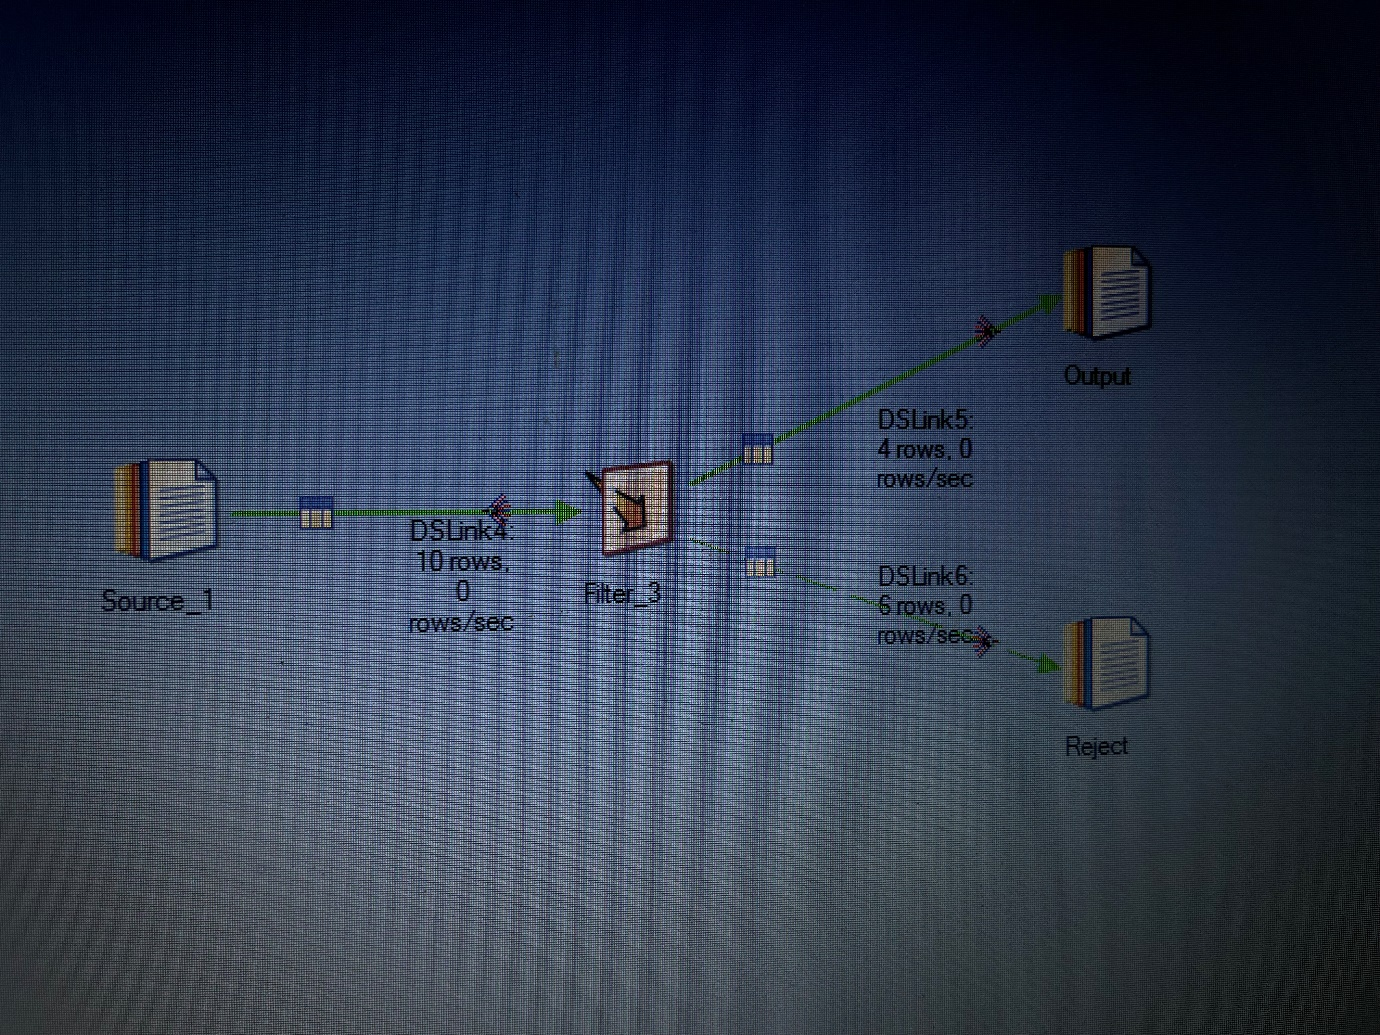 Output
DSLink5:
4 rows, 0
rows/sec
DSLink4:
10 rows,
0
rows/sec
Source_1
Filter_3
DSLink6:
6 rows, 0
rows/sec
Reject